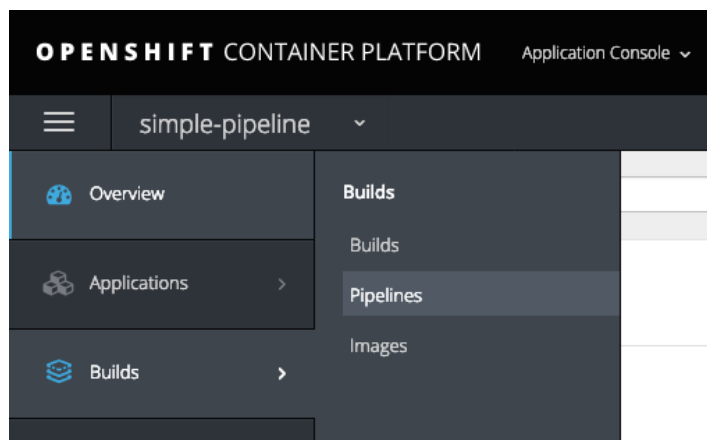 OPENSHIFT CONTAINER PLATFORM Application Console
simple-pipeline
Overview
Applications
Builds
Builds
Builds
Pipelines
Images